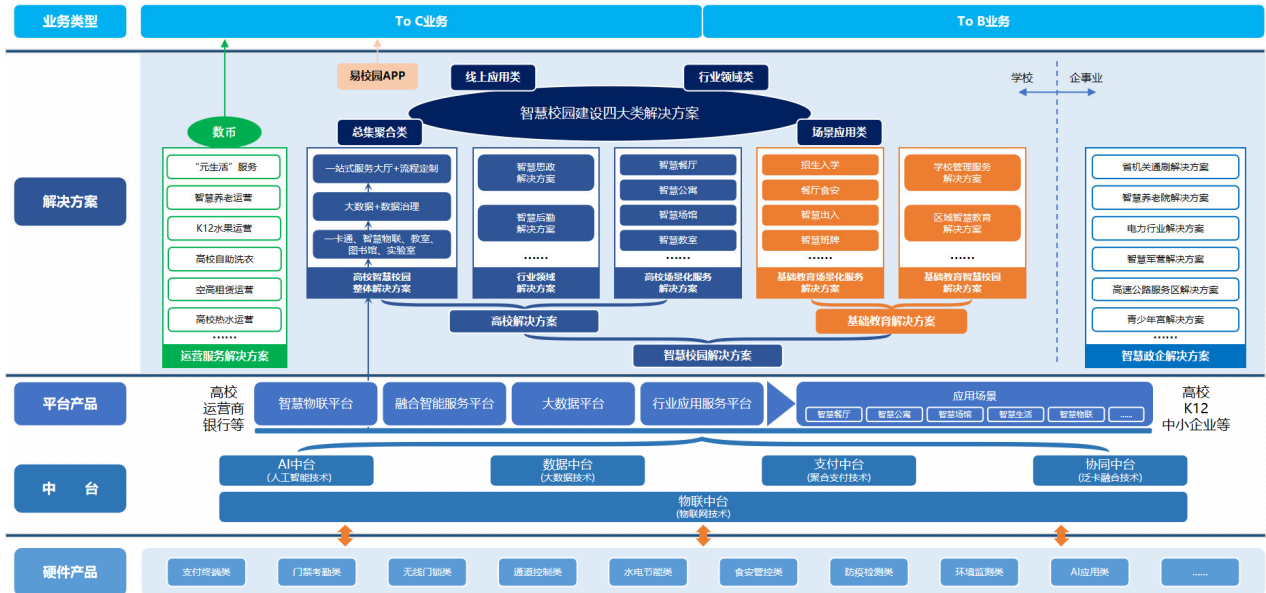 业务类型
To C业务
To B业务
易校园APP
线上应用类
行业领域类
学校
企事业
智慧校园建设四大类解决方案
数币
总集聚合类
场景应用类
解决方案
“元生活”服务
智慧养老运营
K12水果运营
高校自助洗衣
空高租赁运营
高校热水运营
······
运营服务解决方案
一站式服务大厅+流程定制
大数据+数据治理
一卡通、智慧物联、教室、
图书馆、实验室
高校智慧校园
整体解决方案
智慧思政
解决方案
智慧后勤
解决方案
······
行业领域
解决方案
智慧餐厅
智慧公寓
智慧场馆
智慧教室
······
高校场景化服务
解决方案
招生入学
餐厅食安
智慧出入
智慧班牌
······
基础教育场景化服务
解决方案
学校管理服务
解决方案
区域智慧教育
解决方案
······
基础教育智慧校园
解决方案
省机关通刷解决方案
智慧养老院解决方案
电力行业解决方案
智慧军营解决方案
高速公路服务区解决方案
青少年宫解决方案
······
智慧政企解决方案
高校解决方案
基础教育解决方案
智慧校园解决方案
平台产品
高校
运营商
银行等
智慧物联平台
融合智能服务平台
大数据平台
行业应用服务平台
应用场景
智慧餐厅
智慧公寓
智慧场馆
智慧生活
智慧物联
......
高校
K12
中小企业等
中 台
AI中台
(人工智能技术)
数据中台
(大数据技术)
支付中台
(聚合支付技术)
协同中台
(泛卡融合技术)
物联中台
(物联网技术)
硬件产品
支付终端类
门禁考勤类
无线门锁类
通道控制类
水电节能类
食安管控类
防疫检测类
环境监测类
AI应用类
......